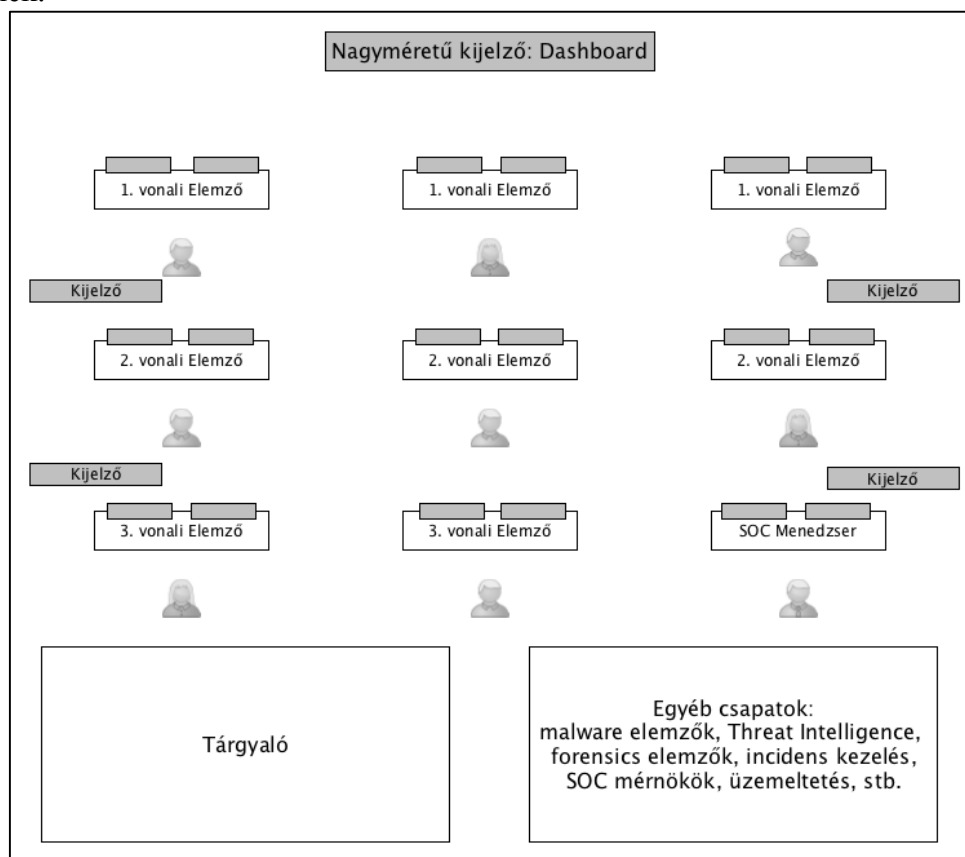 Nagyméretű kijelző: Dashboard
1. vonali Elemző
1. vonali Elemző
1. vonali Elemző
Kijelző
Kijelző
2. vonali Elemző
2. vonali Elemző
2. vonali Elemző
Kijelző
Kijelző
3. vonali Elemző
3. vonali Elemző
SOC Menedzser
Tárgyaló
Egyéb csapatok:
malware elemzők, Threat Intelligence,
forensics elemzők, incidens kezelés,
SOC mérnökök, üzemeltetés, stb.